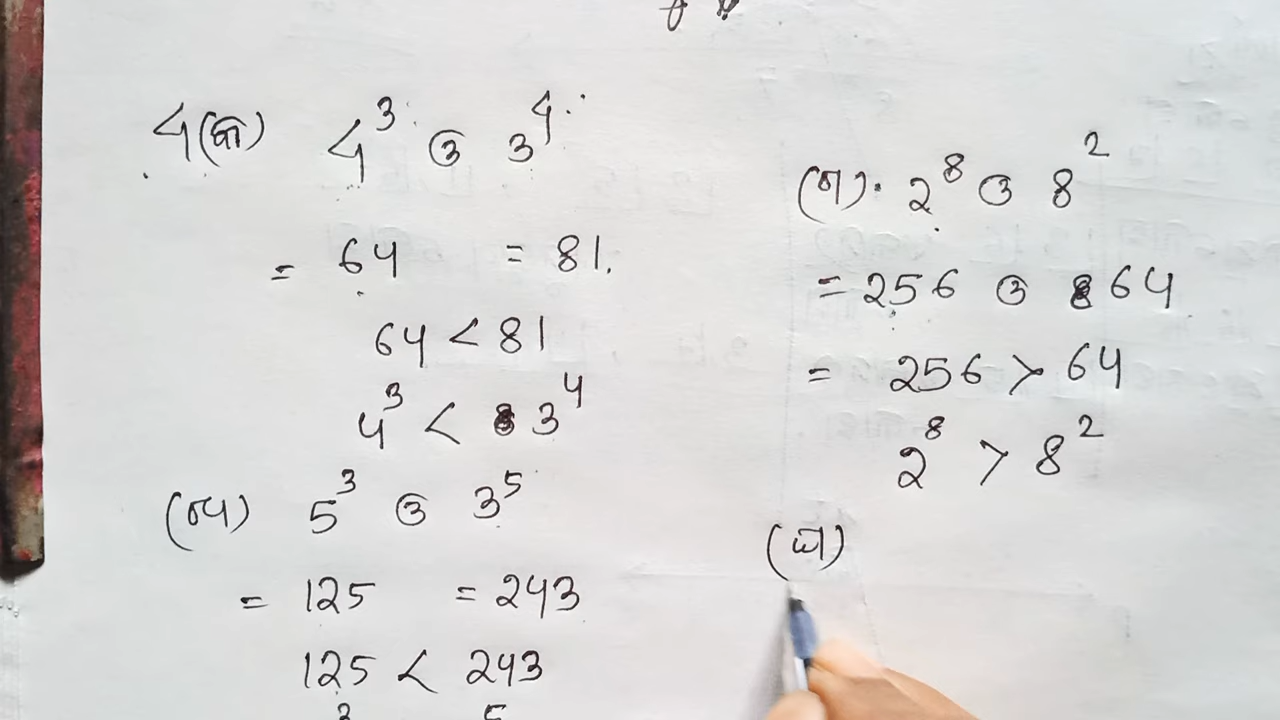 4(କ) 4³ ଓ 3⁴
= 64 = 81.
64 < 81
4³ < 3⁴
(ଖ) 5³ ଓ 3⁵
= 125 = 243
125 < 243
(ଗ). 2⁸ ଓ 8²
= 256 ଓ 64
= 256 > 64
2⁸ > 8²
(ଘ)